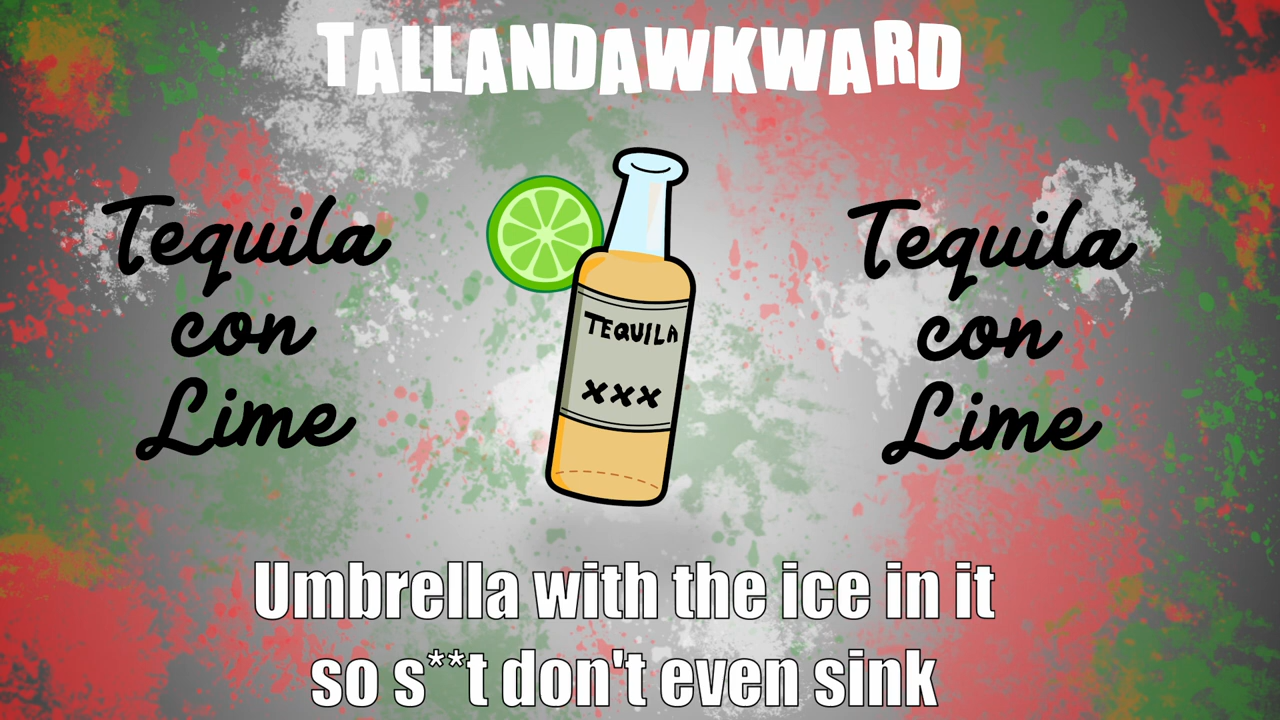 TALLANDAWKWARD
Tequila
con
Lime
TEQUILA
XXX
Tequila
con
Lime
Umbrella with the ice in it
so s**t don't even sink